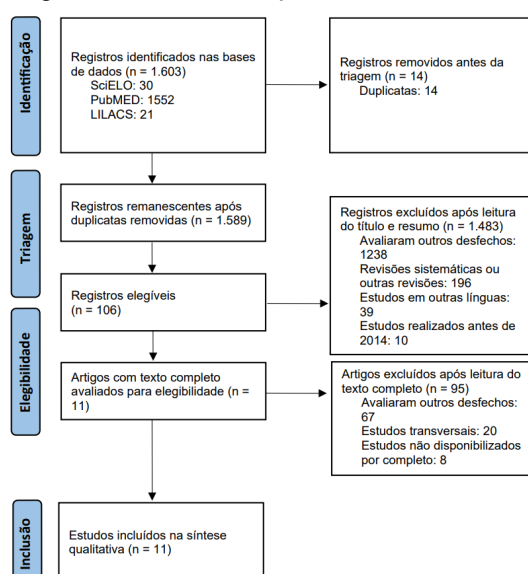 Identificação
Registros identificados nas bases
de dados (n = 1.603)
SciELO: 30
PubMED: 1552
LILACS: 21
Registros removidos antes da
triagem (n = 14)
Duplicatas: 14
Triagem
Registros remanescentes após
duplicatas removidas (n = 1.589)
Registros excluídos após leitura
do título e resumo (n = 1.483)
Avaliaram outros desfechos:
1238
Revisões sistemáticas ou
outras revisões: 196
Estudos em outras línguas:
39
Estudos realizados antes de
2014: 10
Registros elegíveis
(n = 106)
Elegibilidade
Artigos com texto completo
avaliados para elegibilidade (n =
11)
Artigos excluídos após leitura do
texto completo (n = 95)
Avaliaram outros desfechos:
67
Estudos transversais: 20
Estudos não disponibilizados
por completo: 8
Inclusão
Estudos incluídos na síntese
qualitativa (n = 11)